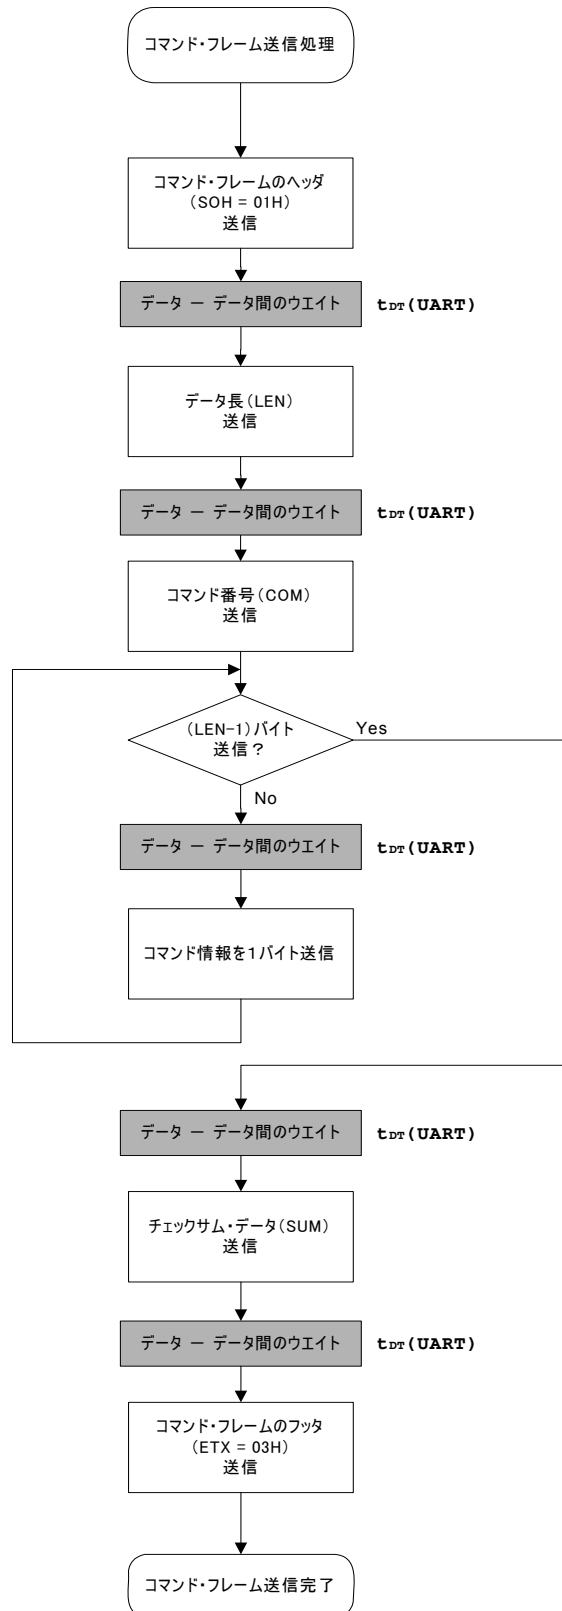 コマンド・フレーム送信処理
コマンド・フレームのヘッダ
(SOH = 01H)
送信
データ － データ間のウエイト
tDT(UART)
データ長(LEN)
送信
データ － データ間のウエイト
tDT(UART)
コマンド番号(COM)
送信
(LEN-1)バイト
送信？
Yes
No
データ － データ間のウエイト
tDT(UART)
コマンド情報を１バイト送信
データ － データ間のウエイト
tDT(UART)
チェックサム・データ(SUM)
送信
データ － データ間のウエイト
tDT(UART)
コマンド・フレームのフッタ
(ETX = 03H)
送信
コマンド・フレーム送信完了